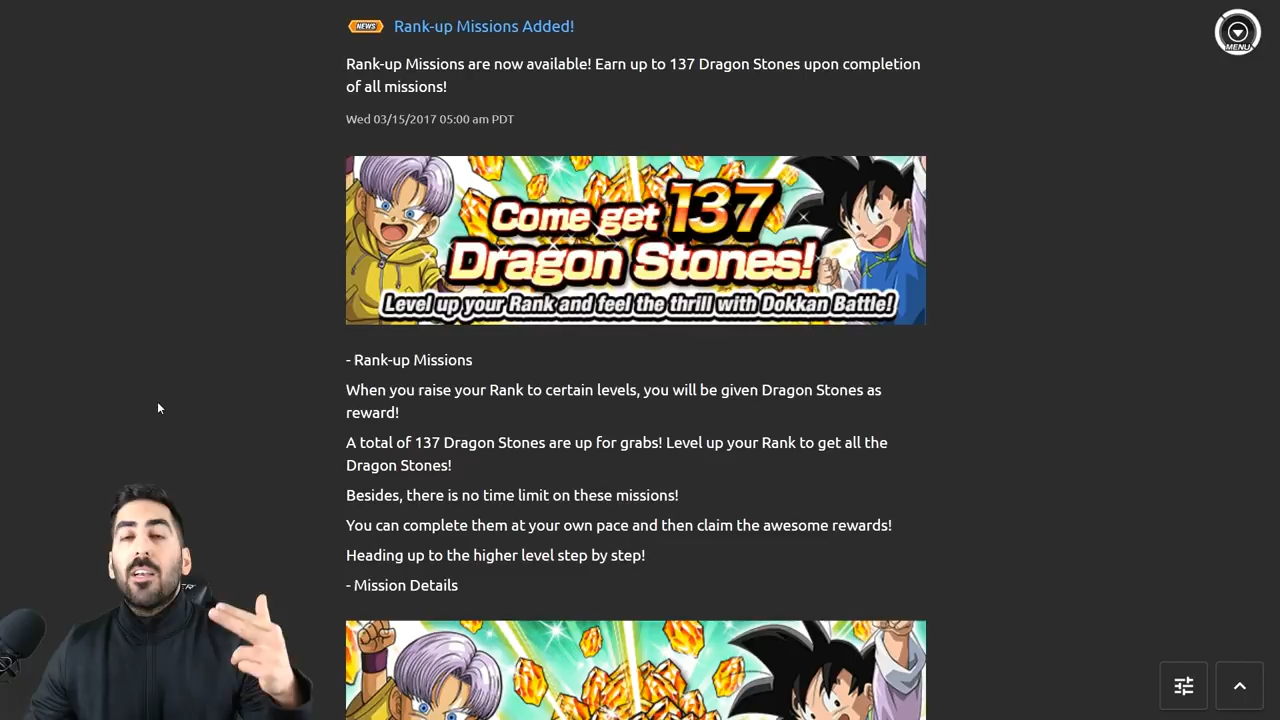 NEWS Rank-up Missions Added!
MENU
Rank-up Missions are now available! Earn up to 137 Dragon Stones upon completion
of all missions!
Wed 03/15/2017 05:00 am PDT
Come get 137
Dragon Stones!
Level up your Rank and feel the thrill with Dokkan Battle!
- Rank-up Missions
When you raise your Rank to certain levels, you will be given Dragon Stones as
reward!
A total of 137 Dragon Stones are up for grabs! Level up your Rank to get all the
Dragon Stones!
Besides, there is no time limit on these missions!
You can complete them at your own pace and then claim the awesome rewards!
Heading up to the higher level step by step!
- Mission Details